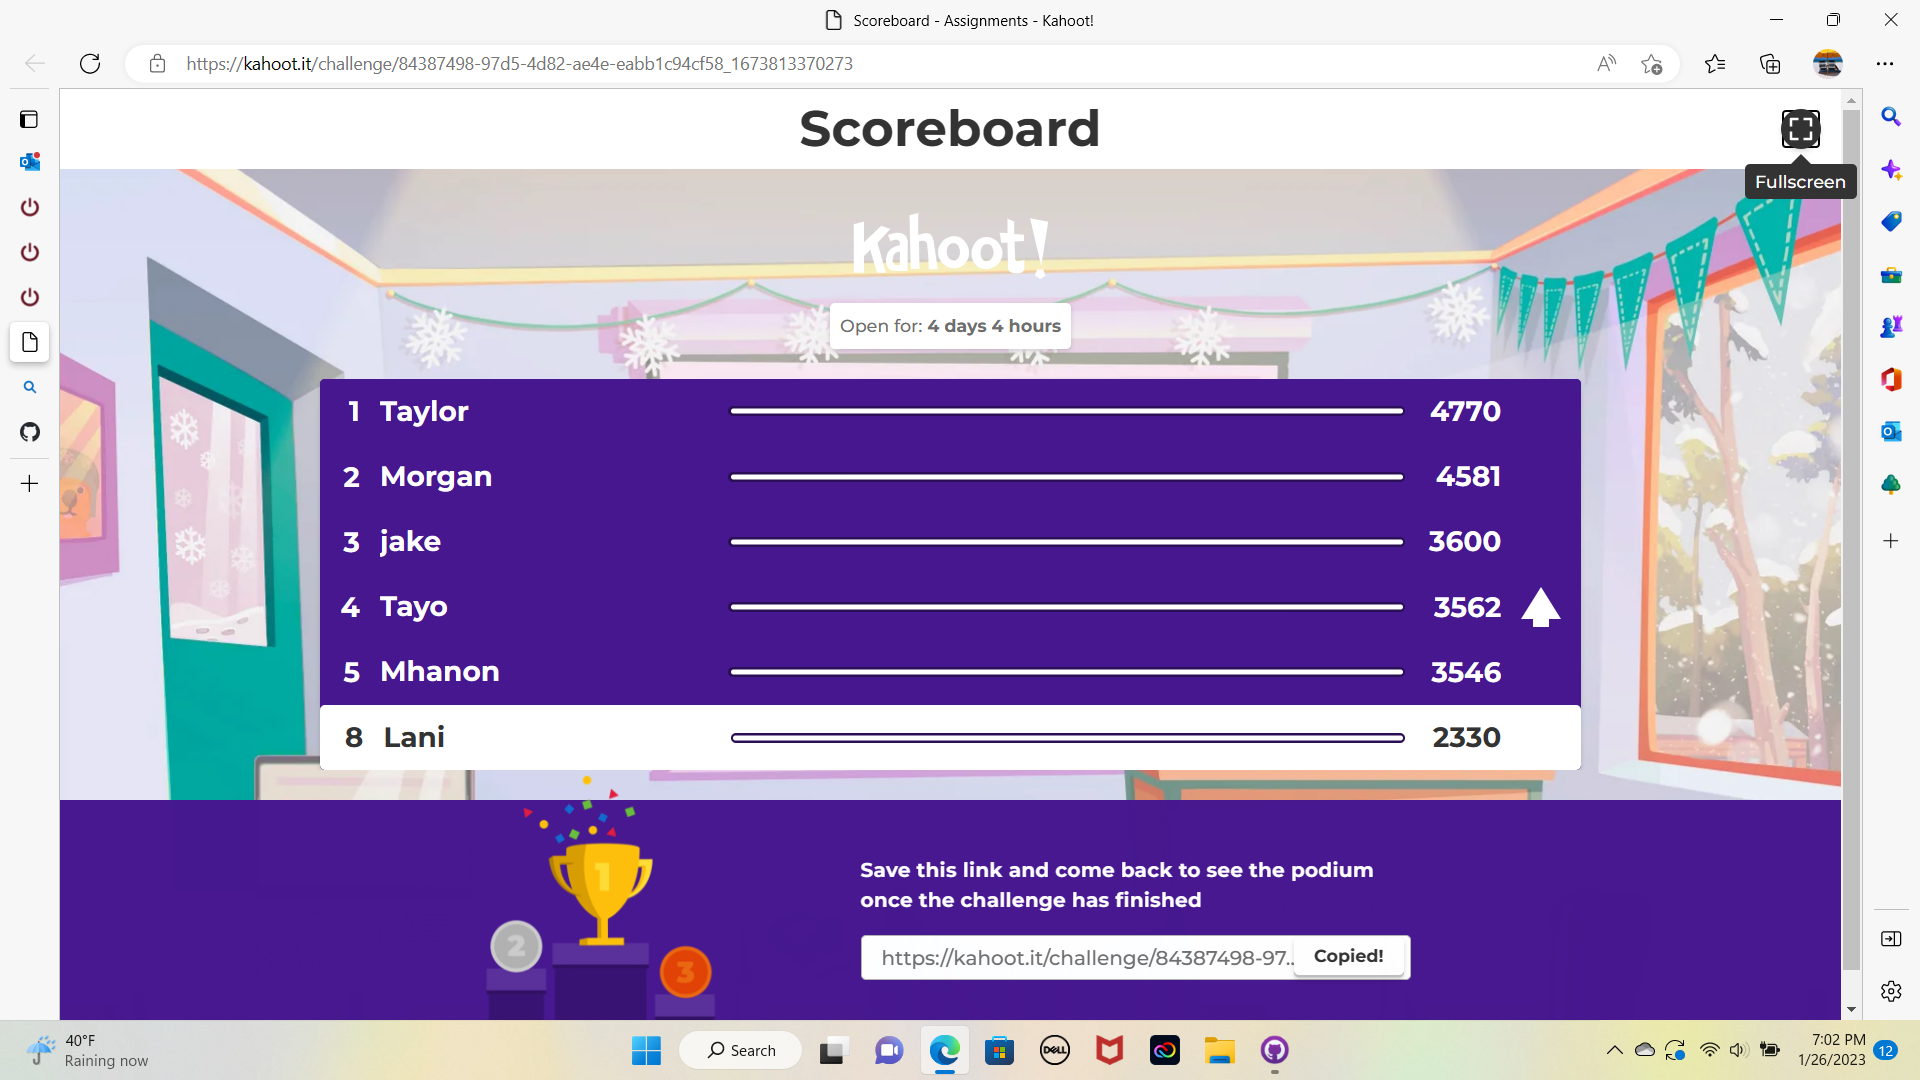 Scoreboard - Assignments - Kahoot!
https://kahoot.it/challenge/84387498-97d5-4d82-ae4e-eabb1c94cf58_1673813370273
Scoreboard
Fullscreen
Kahoot!
Open for: 4 days 4 hours
1 Taylor 4770
2 Morgan 4581
3 jake 3600
4 Tayo 3562
5 Mhanon 3546
8 Lani 2330
1
2
3
Save this link and come back to see the podium
once the challenge has finished
https://kahoot.it/challenge/84387498-97... Copied!
40°F
Raining now
Search
DELL
7:02 PM
1/26/2023
12